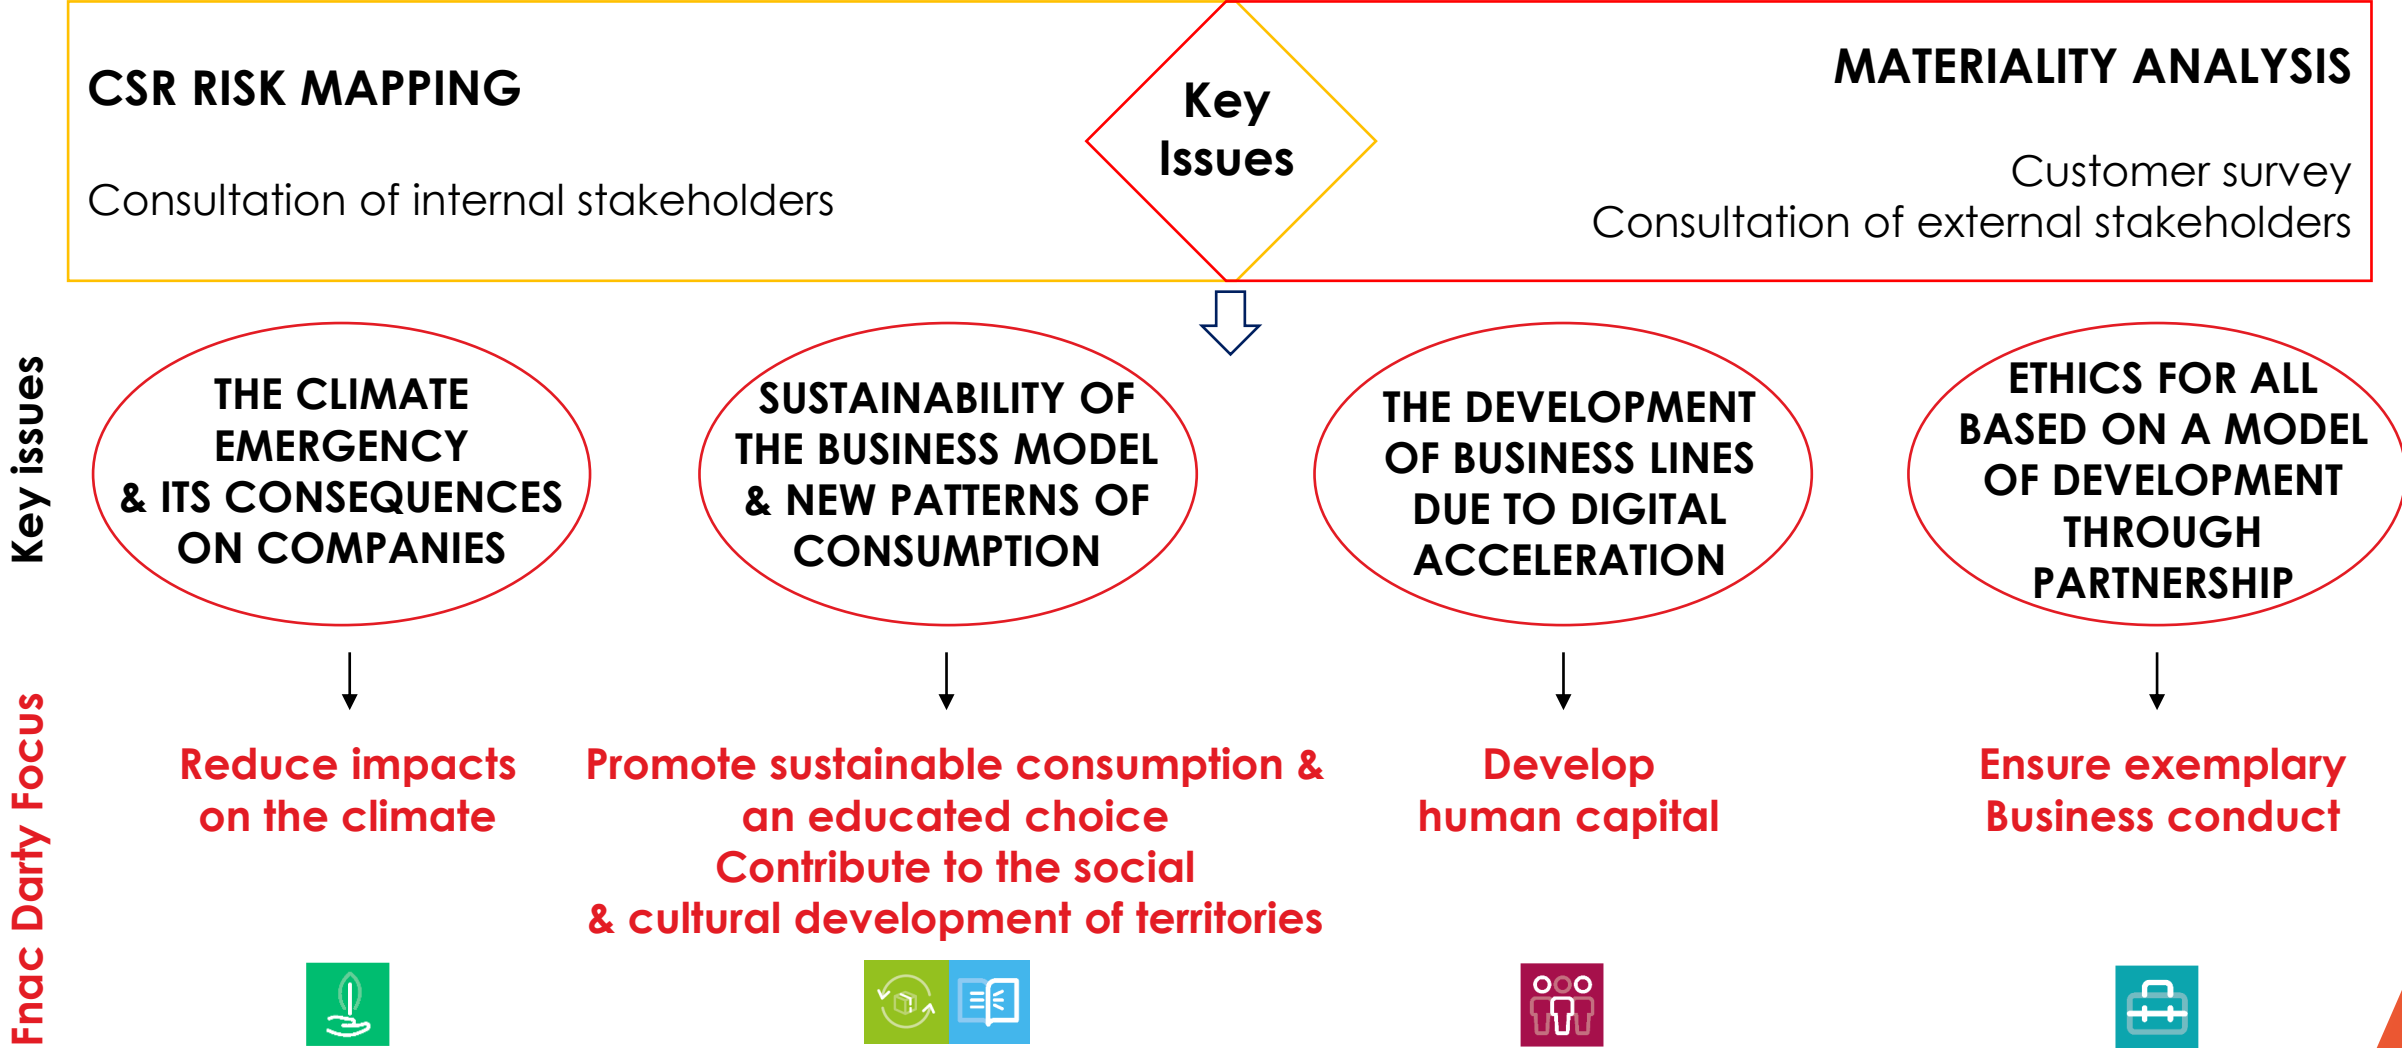 CSR RISK MAPPING
Consultation of internal stakeholders
Key
Issues
MATERIALITY ANALYSIS
Customer survey
Consultation of external stakeholders
Key issues
THE CLIMATE
EMERGENCY
& ITS CONSEQUENCES
ON COMPANIES
SUSTAINABILITY OF
THE BUSINESS MODEL
& NEW PATTERNS OF
CONSUMPTION
THE DEVELOPMENT
OF BUSINESS LINES
DUE TO DIGITAL
ACCELERATION
ETHICS FOR ALL
BASED ON A MODEL
OF DEVELOPMENT
THROUGH
PARTNERSHIP
Fnac Darty Focus
Reduce impacts
on the climate
Promote sustainable consumption &
an educated choice
Contribute to the social
& cultural development of territories
Develop
human capital
Ensure exemplary
Business conduct